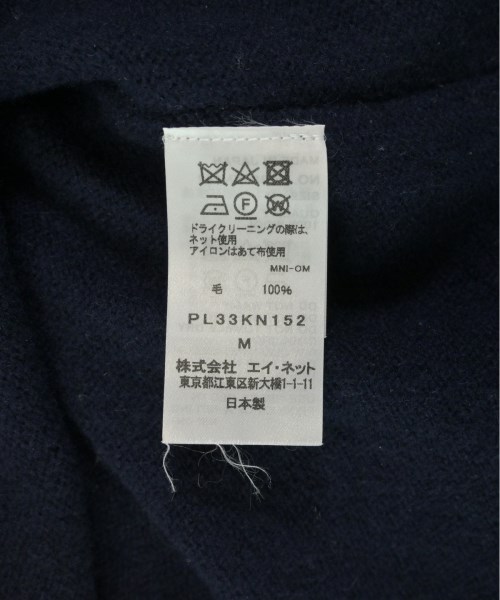 F W
ドライクリーニングの際は、
ネット使用
アイロンはあて布使用
MNI-OM
毛 100%
PL33KN152
M
株式会社 エイ・ネット
東京都江東区新大橋1-1-11
日本製